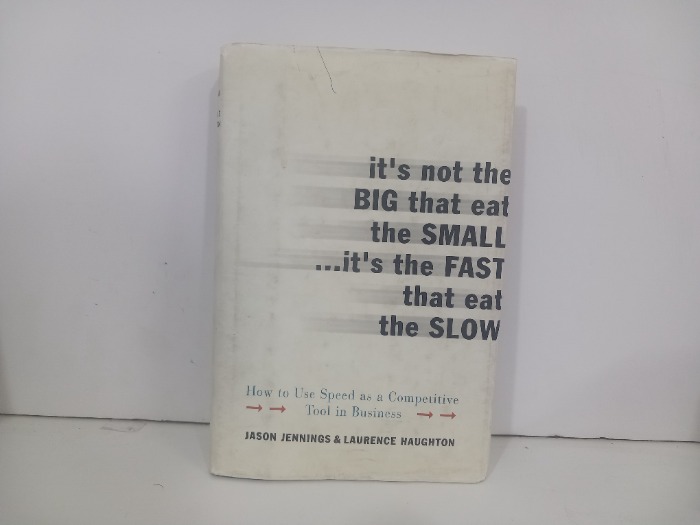 it's not the
BIG that eat
the SMALL
...it's the FAST
that eat
the SLOW
How to Use Speed as a Competitive
Tool in Business
JASON JENNINGS & LAURENCE HAUGHTON